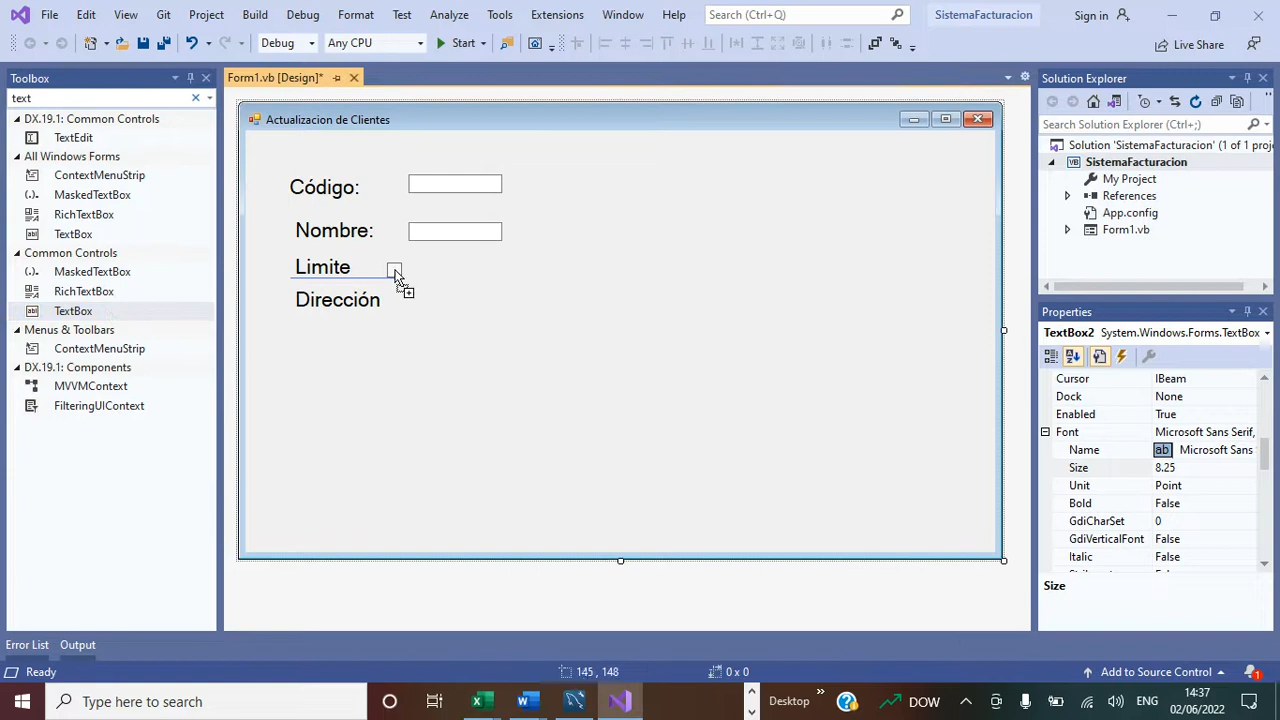 File Edit View Git Project Build Debug Format Test Analyze Tools Extensions Window Help Search (Ctrl+Q) SistemaFacturacion Sign in
Debug Any CPU Start Live Share
Toolbox
text
DX.19.1: Common Controls
TextEdit
All Windows Forms
ContextMenuStrip
MaskedTextBox
RichTextBox
TextBox
Common Controls
MaskedTextBox
RichTextBox
TextBox
Menus & Toolbars
ContextMenuStrip
DX.19.1: Components
MVVMContext
FilteringUIContext
Form1.vb [Design]*
Actualizacion de Clientes
Código:
Nombre:
Limite
Dirección
Solution Explorer
Search Solution Explorer (Ctrl+;)
Solution 'SistemaFacturacion' (1 of 1 proje
VB SistemaFacturacion
My Project
References
App.config
Form1.vb
Properties
TextBox2 System.Windows.Forms.TextBox
Cursor IBeam
Dock None
Enabled True
Font Microsoft Sans Serif,
Name ab Microsoft Sans
Size 8.25
Unit Point
Bold False
GdiCharSet 0
GdiVerticalFont False
Italic False
Size
Error List Output
Ready 145 , 148 0 x 0 Add to Source Control 1
Type here to search Desktop DOW ENG 14:37
02/06/2022